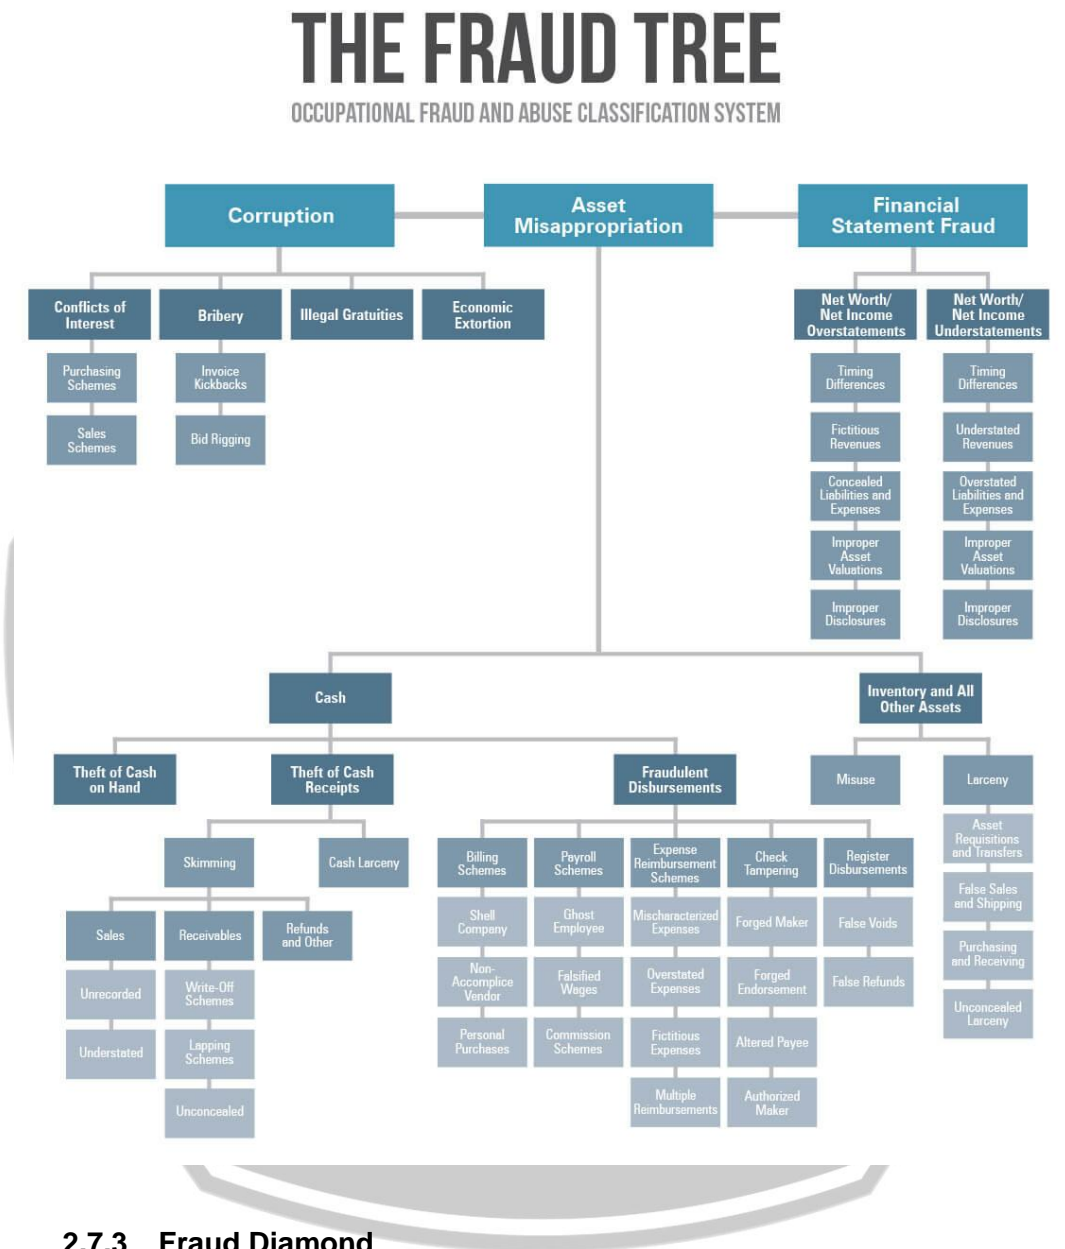 THE FRAUD TREE
OCCUPATIONAL FRAUD AND ABUSE CLASSIFICATION SYSTEM
Corruption
Asset
Misappropriation
Financial
Statement Fraud
Conflicts of
Interest
Bribery
Illegal Gratuities
Economic
Extortion
Net Worth/
Net Income
Overstatements
Net Worth/
Net Income
Understatements
Purchasing
Schemes
Invoice
Kickbacks
Timing
Differences
Timing
Differences
Sales
Schemes
Bid Rigging
Fictitious
Revenues
Understated
Revenues
Concealed
Liabilities and
Expenses
Overstated
Liabilities and
Expenses
Improper
Asset
Valuations
Improper
Asset
Valuations
Improper
Disclosures
Improper
Disclosures
Cash
Inventory and All
Other Assets
Theft of Cash
on Hand
Theft of Cash
Receipts
Fraudulent
Disbursements
Misuse
Larceny
Skimming
Cash Larceny
Billing
Schemes
Payroll
Schemes
Expense
Reimbursement
Schemes
Check
Tampering
Register
Disbursements
Asset
Requisitions
and Transfers
Sales
Receivables
Refunds
and Other
Shell
Company
Ghost
Employee
Mischaracterized
Expenses
Forged Maker
False Voids
False Sales
and Shipping
Unrecorded
Write-Off
Schemes
Non-
Accomplice
Vendor
Falsified
Wages
Overstated
Expenses
Forged
Endorsement
False Refunds
Purchasing
and Receiving
Understated
Lapping
Schemes
Personal
Purchases
Commission
Schemes
Fictitious
Expenses
Altered Payee
Unconcealed
Larceny
Unconcealed
Multiple
Reimbursements
Authorized
Maker
2.7.3 Fraud Diamond